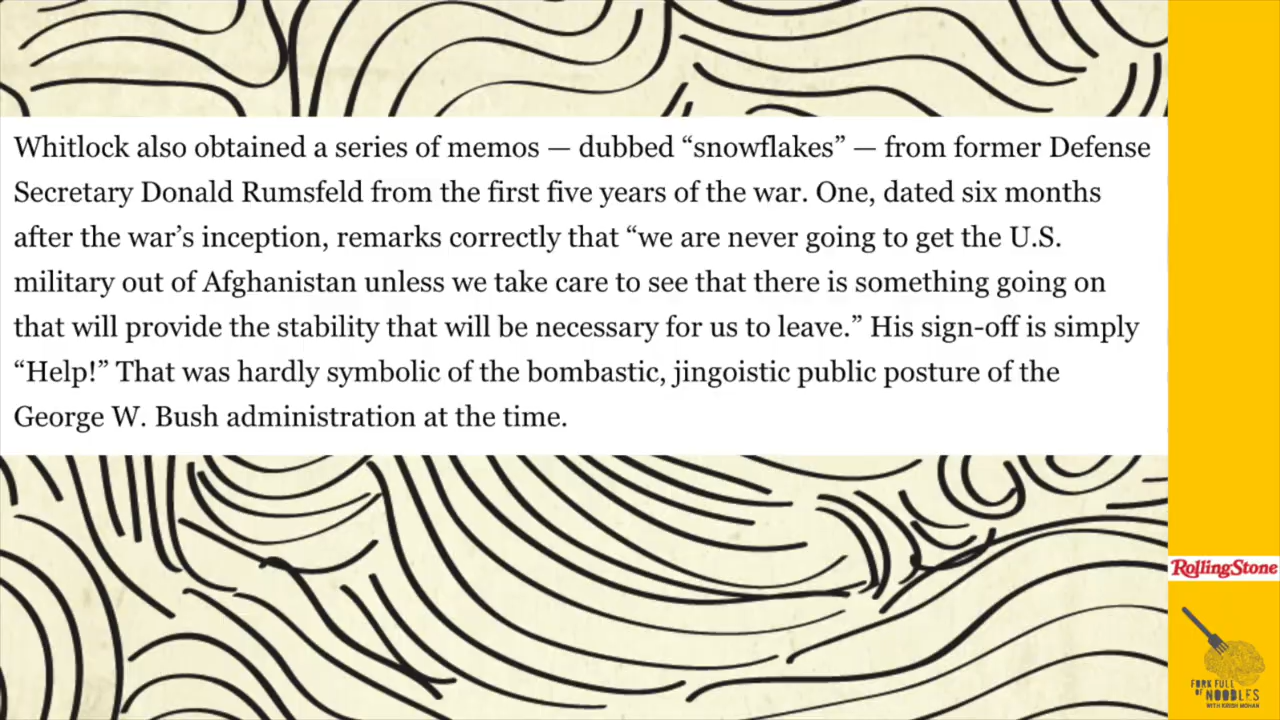 Whitlock also obtained a series of memos — dubbed “snowflakes” — from former Defense
Secretary Donald Rumsfeld from the first five years of the war. One, dated six months
after the war’s inception, remarks correctly that “we are never going to get the U.S.
military out of Afghanistan unless we take care to see that there is something going on
that will provide the stability that will be necessary for us to leave.” His sign-off is simply
“Help!” That was hardly symbolic of the bombastic, jingoistic public posture of the
George W. Bush administration at the time.
RollingStone
FORK FULL
OF NOODLES
WITH KRISH MOHAN